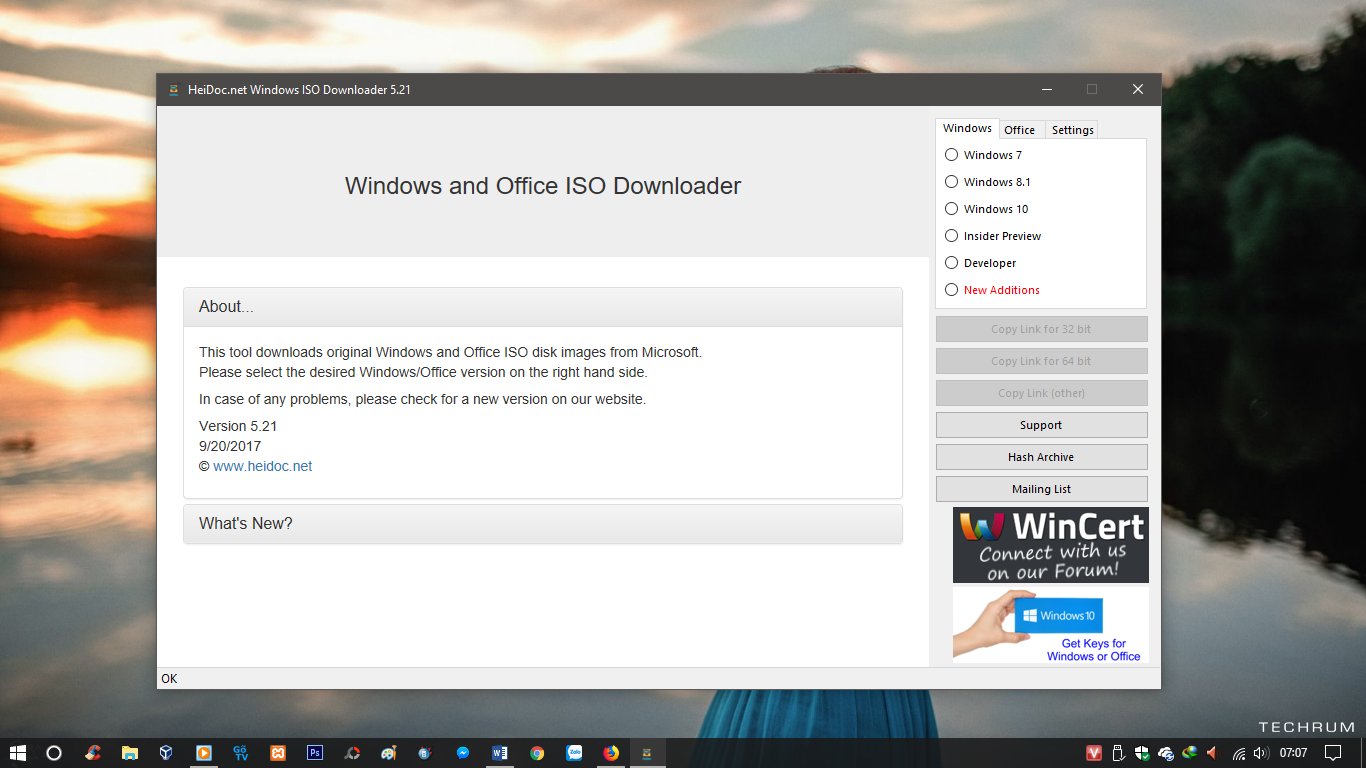 HeiDoc.net Windows ISO Downloader 5.21
Windows and Office ISO Downloader
About...
This tool downloads original Windows and Office ISO disk images from Microsoft.
Please select the desired Windows/Office version on the right hand side.
In case of any problems, please check for a new version on our website.
Version 5.21
9/20/2017
© www.heidoc.net
What's New?
Windows Office Settings
Windows 7
Windows 8.1
Windows 10
Insider Preview
Developer
New Additions
Copy Link for 32 bit
Copy Link for 64 bit
Copy Link (other)
Support
Hash Archive
Mailing List
WinCert
Connect with us
on our Forum!
Windows 10
Get Keys for
Windows or Office
OK
TECHRUM
GO
TV
Ps
Zalo
07:07